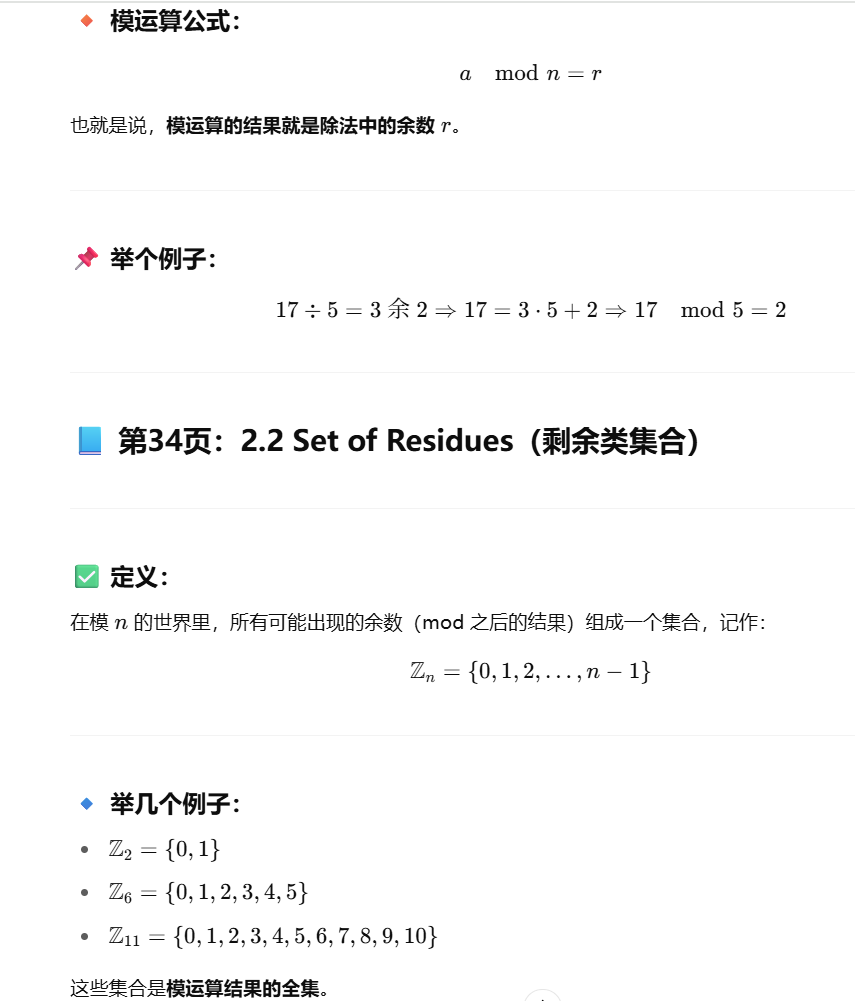 🔸 模运算公式：
a mod n = r
也就是说，模运算的结果就是除法中的余数 r。
📌 举个例子：
17 ÷ 5 = 3 余 2 ⇒ 17 = 3 · 5 + 2 ⇒ 17 mod 5 = 2
📘 第34页：2.2 Set of Residues（剩余类集合）
✅ 定义：
在模 n 的世界里，所有可能出现的余数（mod 之后的结果）组成一个集合，记作：
ℤₙ = {0, 1, 2, …, n − 1}
🔹 举几个例子：
• ℤ₂ = {0, 1}
• ℤ₆ = {0, 1, 2, 3, 4, 5}
• ℤ₁₁ = {0, 1, 2, 3, 4, 5, 6, 7, 8, 9, 10}
这些集合是模运算结果的全集。